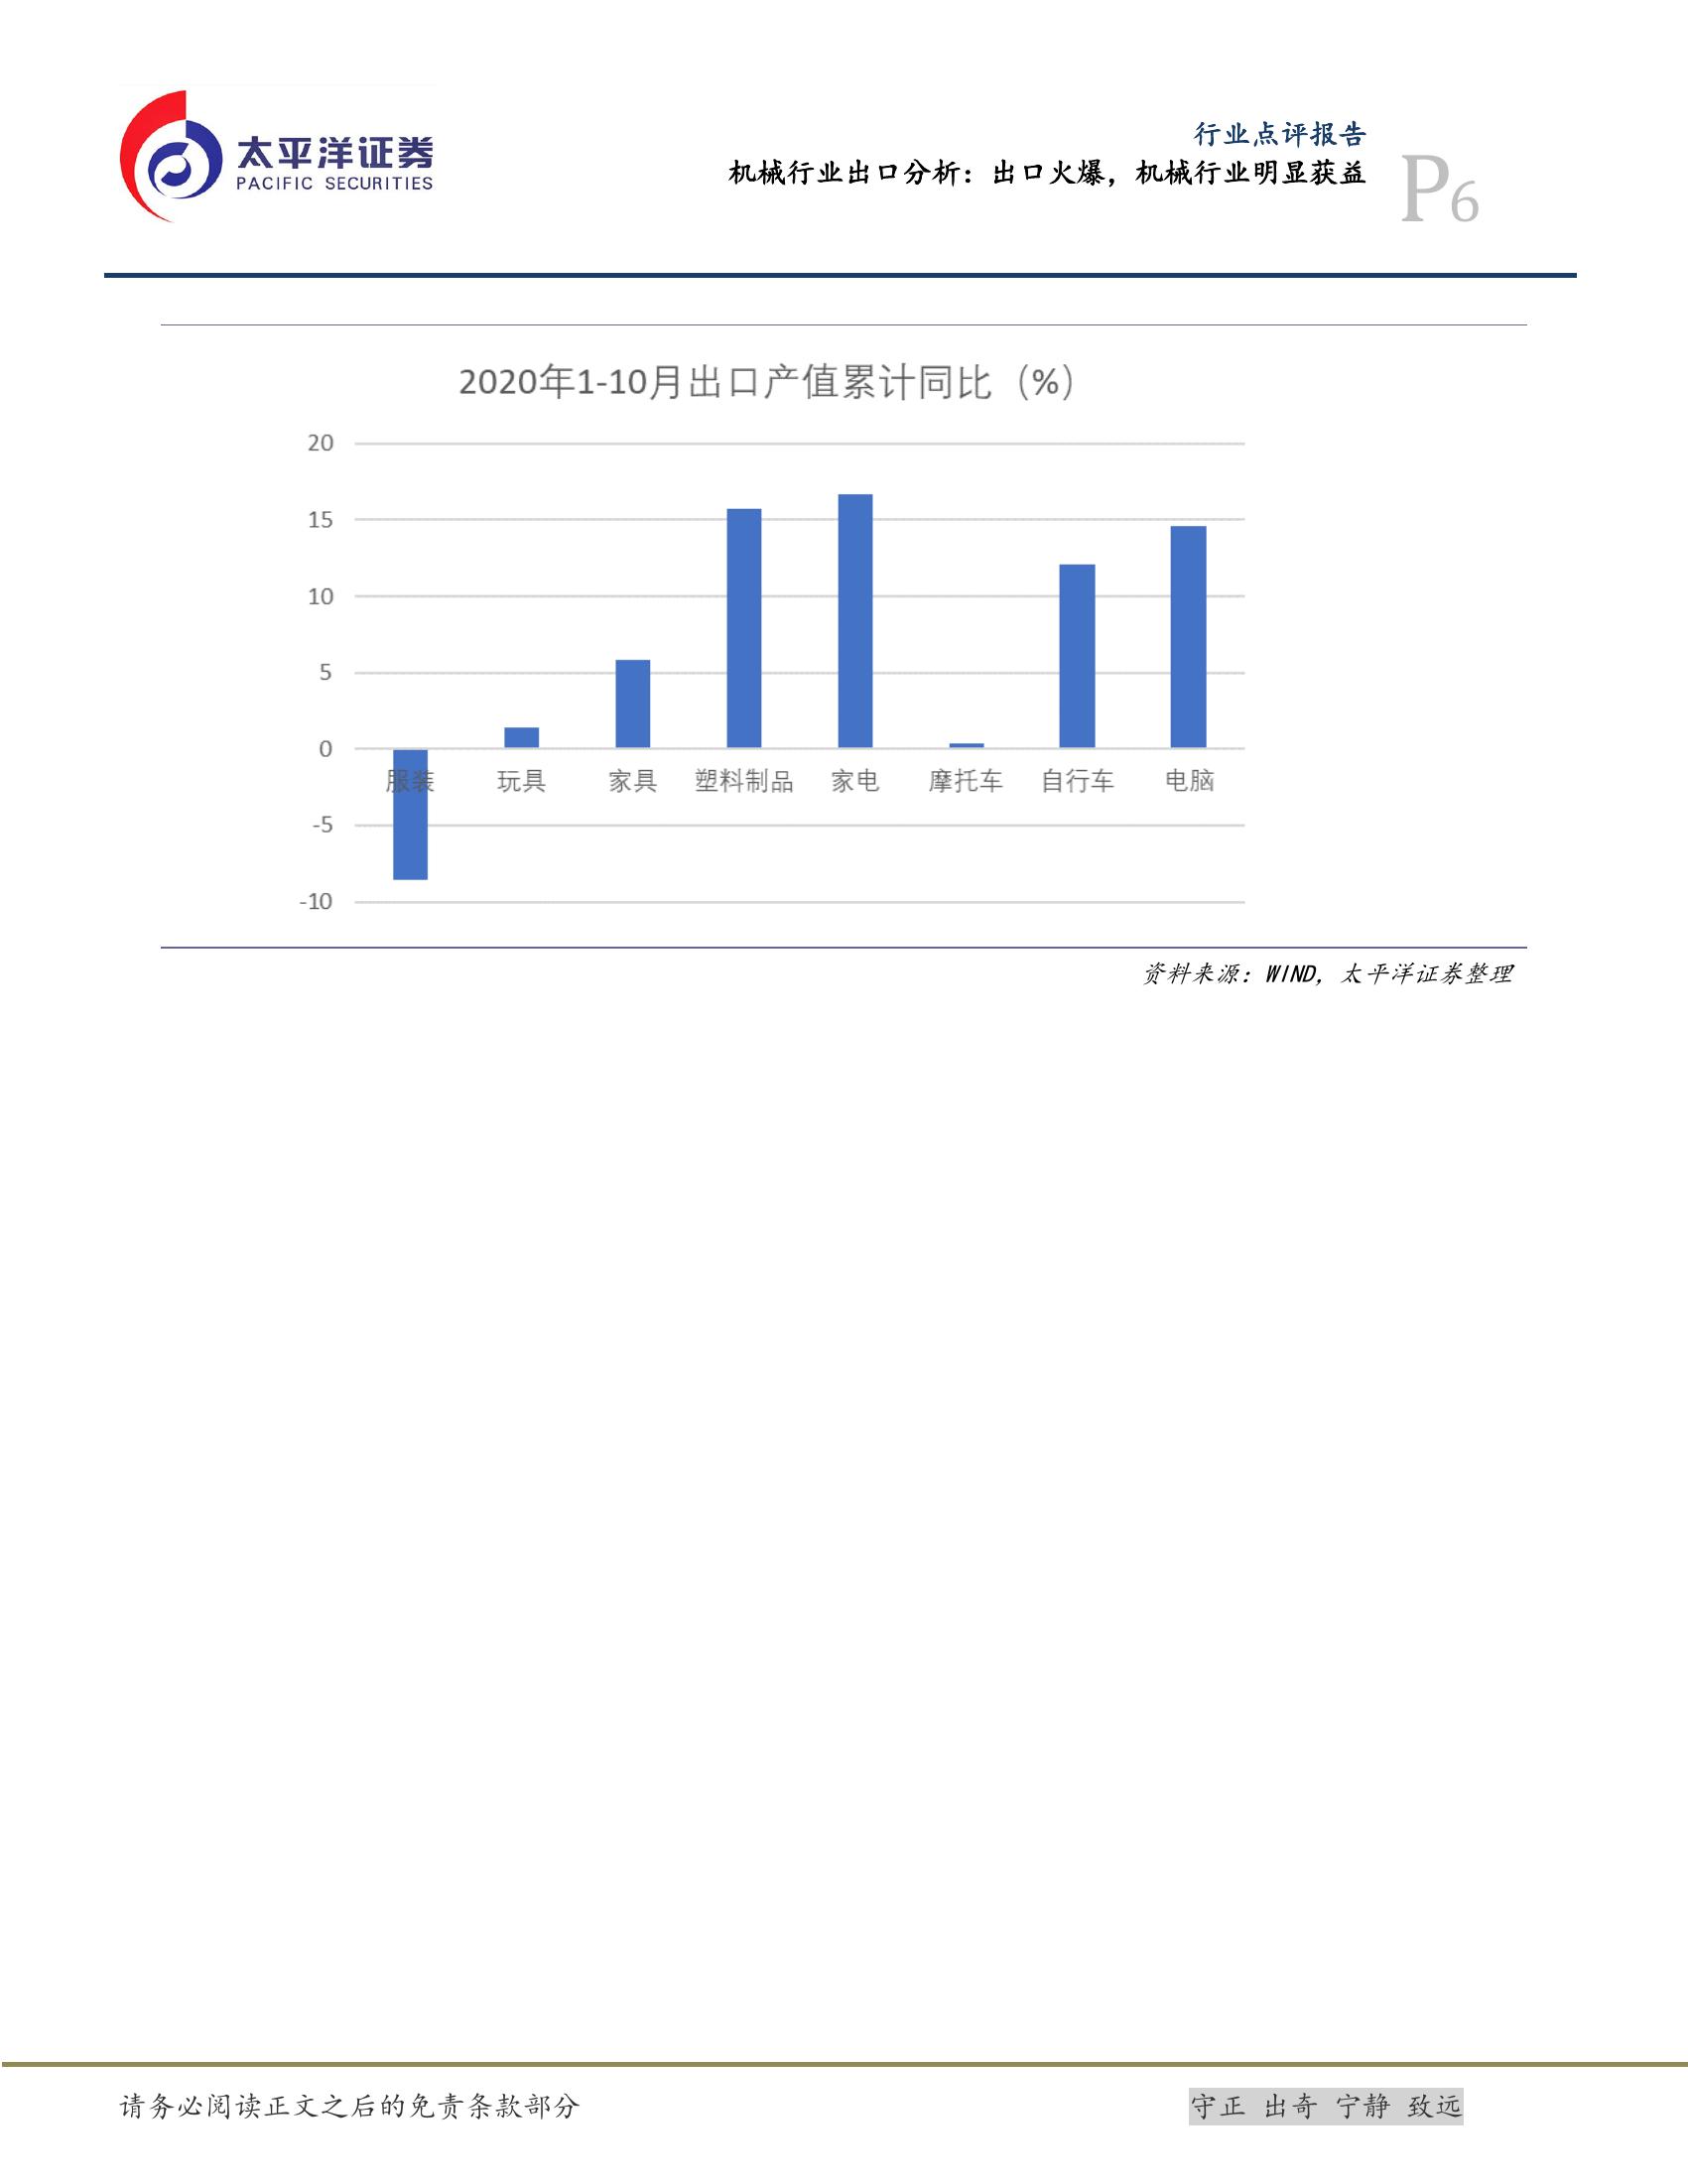 太平洋证券
PACIFIC SECURITIES
行业点评报告
机械行业出口分析：出口火爆，机械行业明显获益
P6
2020年1-10月出口产值累计同比（%）
20
15
10
5
0
-5
-10
服装 玩具 家具 塑料制品 家电 摩托车 自行车 电脑
资料来源：WIND，太平洋证券整理
请务必阅读正文之后的免责条款部分
守正 出奇 宁静 致远